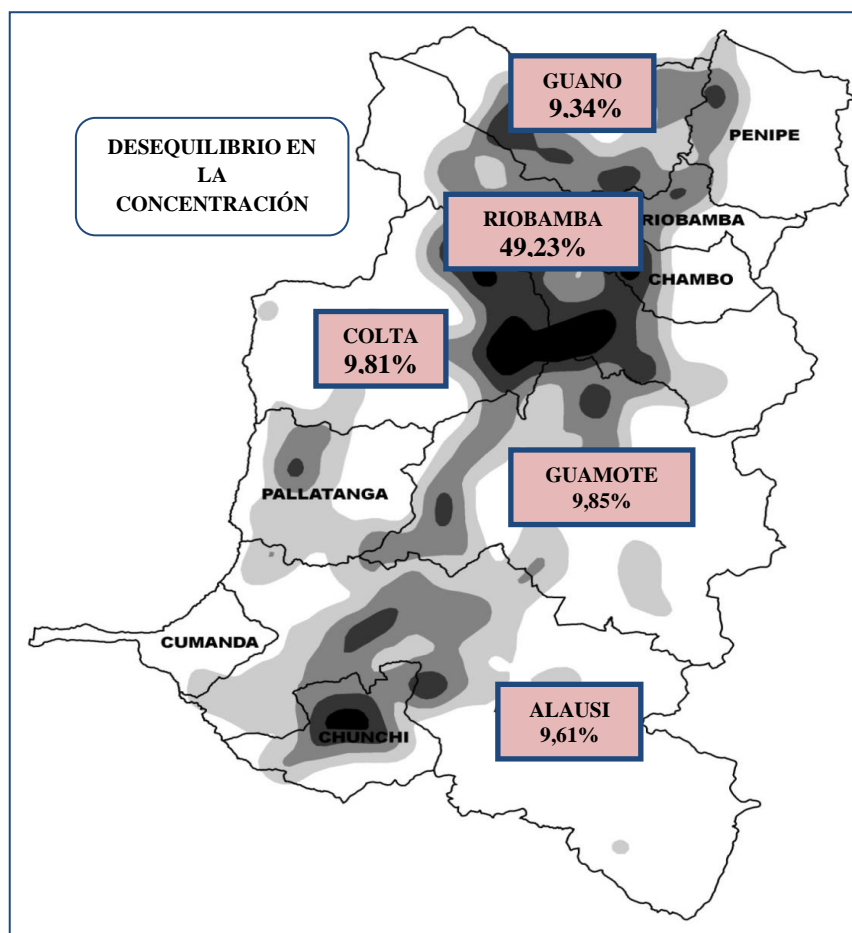 GUANO
9,34%
PENIPE
DESEQUILIBRIO EN
LA
CONCENTRACIÓN
RIOBAMBA
49,23%
RIOBAMBA
CHAMBO
COLTA
9,81%
GUAMOTE
9,85%
PALLATANGA
CUMANDA
ALAUSI
9,61%
CHUNCHI